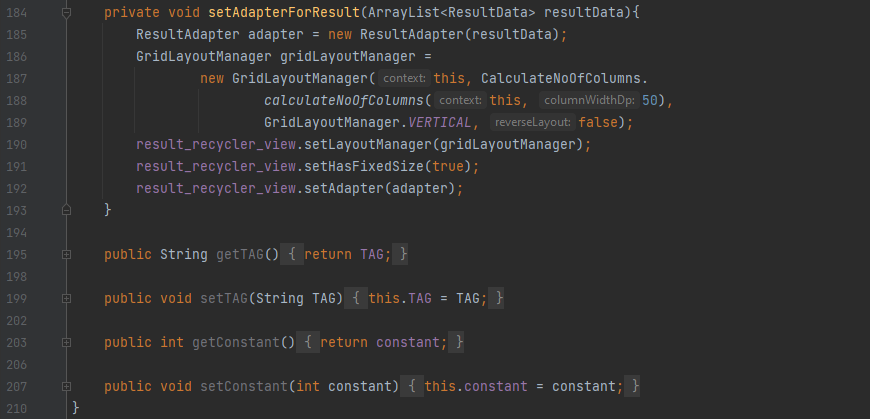 184 private void setAdapterForResult(ArrayList<ResultData> resultData){
185 ResultAdapter adapter = new ResultAdapter(resultData);
186 GridLayoutManager gridLayoutManager =
187 new GridLayoutManager( context: this, CalculateNoOfColumns.
188 calculateNoOfColumns( context: this, columnWidthDp: 50),
189 GridLayoutManager.VERTICAL, reverseLayout: false);
190 result_recycler_view.setLayoutManager(gridLayoutManager);
191 result_recycler_view.setHasFixedSize(true);
192 result_recycler_view.setAdapter(adapter);
193 }
194
195 public String getTAG() { return TAG; }
198
199 public void setTAG(String TAG) { this.TAG = TAG; }
202
203 public int getConstant() { return constant; }
206
207 public void setConstant(int constant) { this.constant = constant; }
210 }